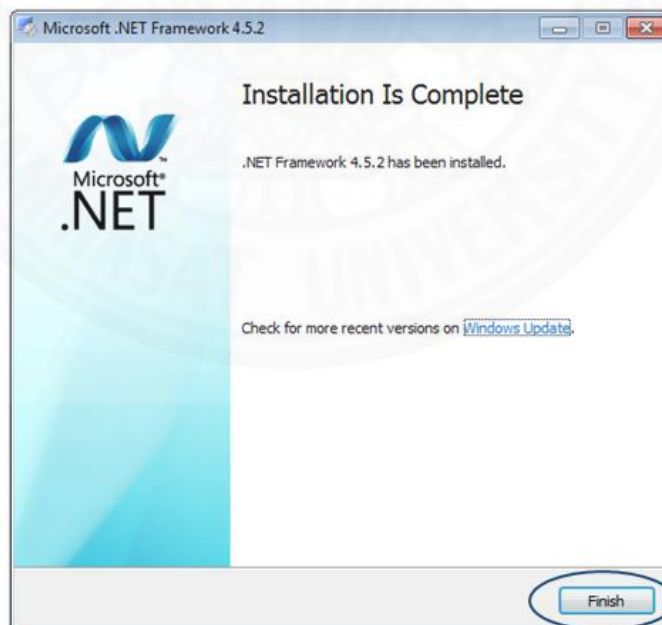 Microsoft .NET Framework 4.5.2
Installation Is Complete
Microsoft®
.NET
.NET Framework 4.5.2 has been installed.
Check for more recent versions on Windows Update.
UNIVERSITY
Finish